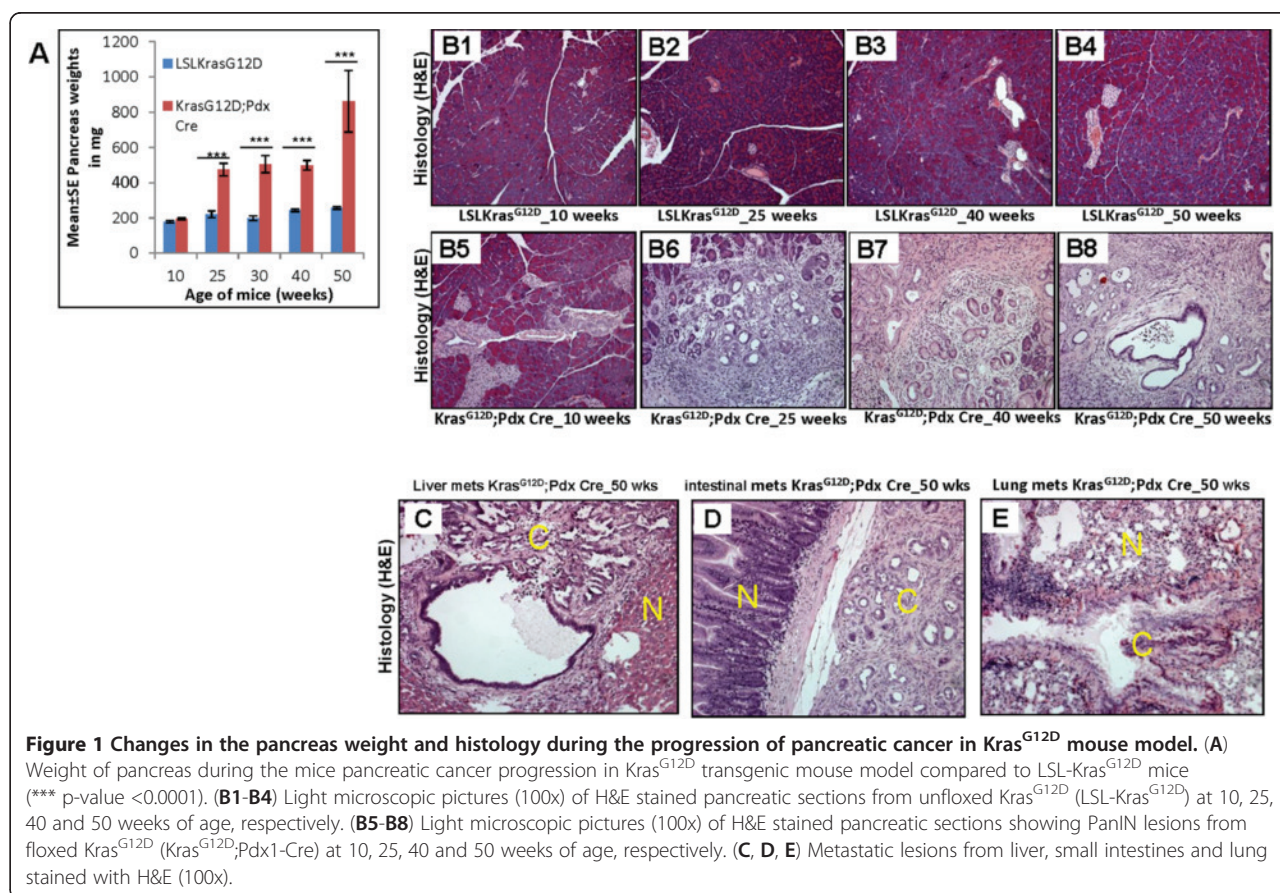 A
1200
1000
800
600
400
200
0
Mean±SE Pancreas weights
in mg
LSLKrasG12D
KrasG12D;Pdx
Cre
***
***
***
***
10 25 30 40 50
Age of mice (weeks)
Histology (H&E)
B1 B2 B3 B4
LSLKrasG12D_10 weeks LSLKrasG12D_25 weeks LSLKrasG12D_40 weeks LSLKrasG12D_50 weeks
Histology (H&E)
B5 B6 B7 B8
KrasG12D;Pdx Cre_10 weeks KrasG12D;Pdx Cre_25 weeks KrasG12D;Pdx Cre_40 weeks KrasG12D;Pdx Cre_50 weeks
Liver mets KrasG12D;Pdx Cre_50 wks intestinal mets KrasG12D;Pdx Cre_50 wks Lung mets KrasG12D;Pdx Cre_50 wks
Histology (H&E)
C C N
D N C
E N C
Figure 1 Changes in the pancreas weight and histology during the progression of pancreatic cancer in KrasG12D mouse model. (A)
Weight of pancreas during the mice pancreatic cancer progression in KrasG12D transgenic mouse model compared to LSL-KrasG12D mice
(*** p-value <0.0001). (B1-B4) Light microscopic pictures (100x) of H&E stained pancreatic sections from unfloxed KrasG12D (LSL-KrasG12D) at 10, 25,
40 and 50 weeks of age, respectively. (B5-B8) Light microscopic pictures (100x) of H&E stained pancreatic sections showing PanIN lesions from
floxed KrasG12D (KrasG12D;Pdx1-Cre) at 10, 25, 40 and 50 weeks of age, respectively. (C, D, E) Metastatic lesions from liver, small intestines and lung
stained with H&E (100x).